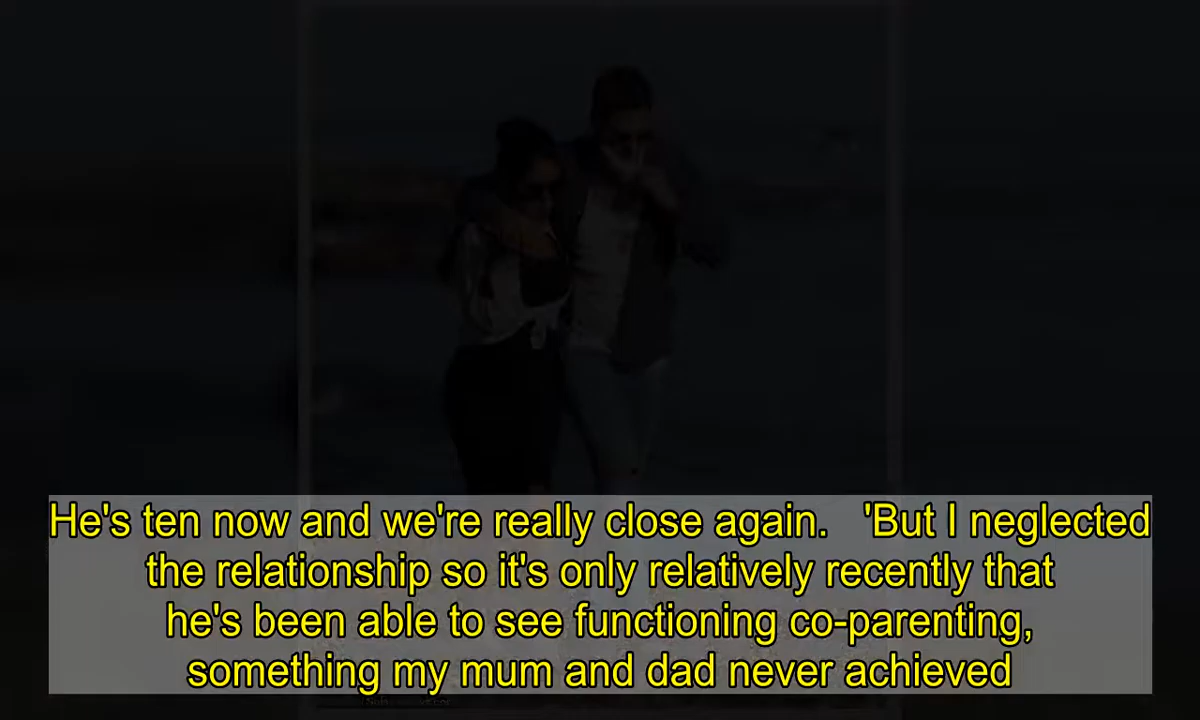 He's ten now and we're really close again.   'But I neglected
the relationship so it's only relatively recently that
he's been able to see functioning co-parenting,
something my mum and dad never achieved